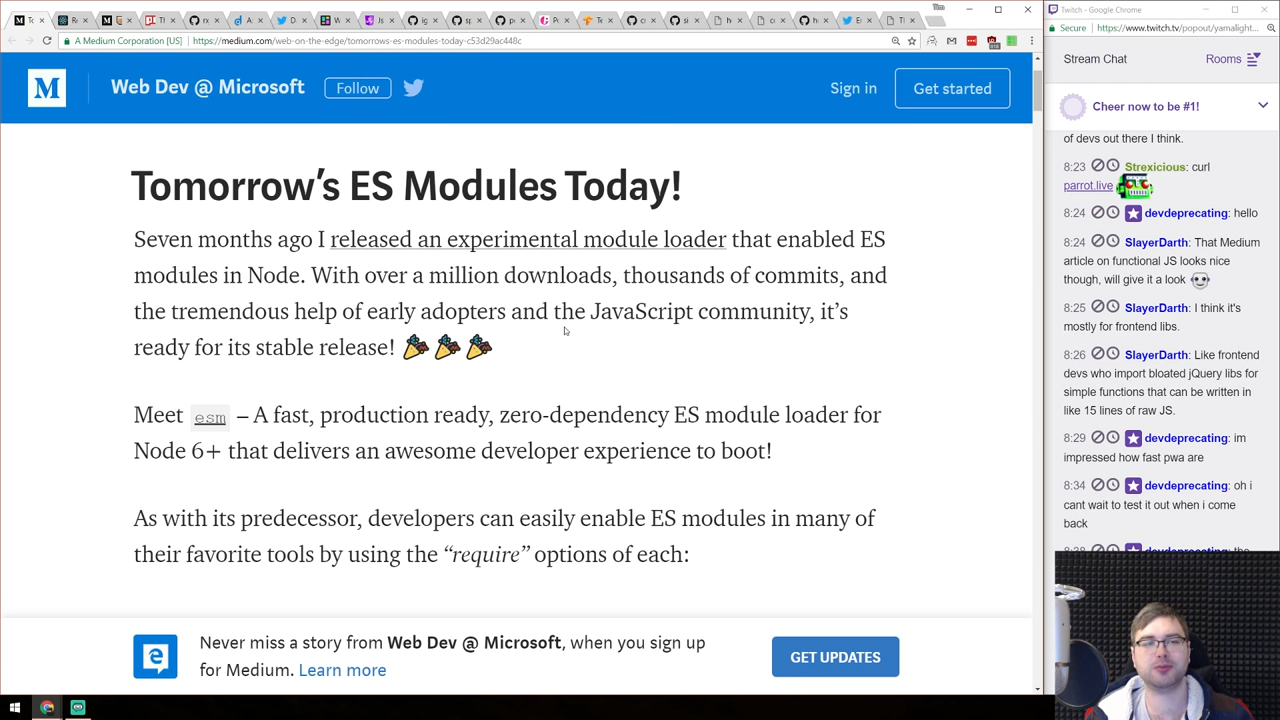 Tim
A Medium Corporation [US]
https://medium.com/web-on-the-edge/tomorrows-es-modules-today-c53d29ac448c
M
Web Dev @ Microsoft
Follow
Sign in
Get started
Tomorrow’s ES Modules Today!
Seven months ago I released an experimental module loader that enabled ES
modules in Node. With over a million downloads, thousands of commits, and
the tremendous help of early adopters and the JavaScript community, it’s
ready for its stable release!
Meet esm – A fast, production ready, zero-dependency ES module loader for
Node 6+ that delivers an awesome developer experience to boot!
As with its predecessor, developers can easily enable ES modules in many of
their favorite tools by using the “require” options of each:
Never miss a story from Web Dev @ Microsoft, when you sign up
for Medium. Learn more
GET UPDATES
Twitch - Google Chrome
Secure
https://www.twitch.tv/popout/yamalight...
Stream Chat
Rooms
Cheer now to be #1!
of devs out there I think.
8:23 Strexicious: curl
parrot.live
8:24 devdeprecating: hello
8:24 SlayerDarth: That Medium
article on functional JS looks nice
though, will give it a look
8:25 SlayerDarth: I think it's
mostly for frontend libs.
8:26 SlayerDarth: Like frontend
devs who import bloated jQuery libs for
simple functions that can be written in
like 15 lines of raw JS.
8:29 devdeprecating: im
impressed how fast pwa are
8:34 devdeprecating: oh i
cant wait to test it out when i come
back